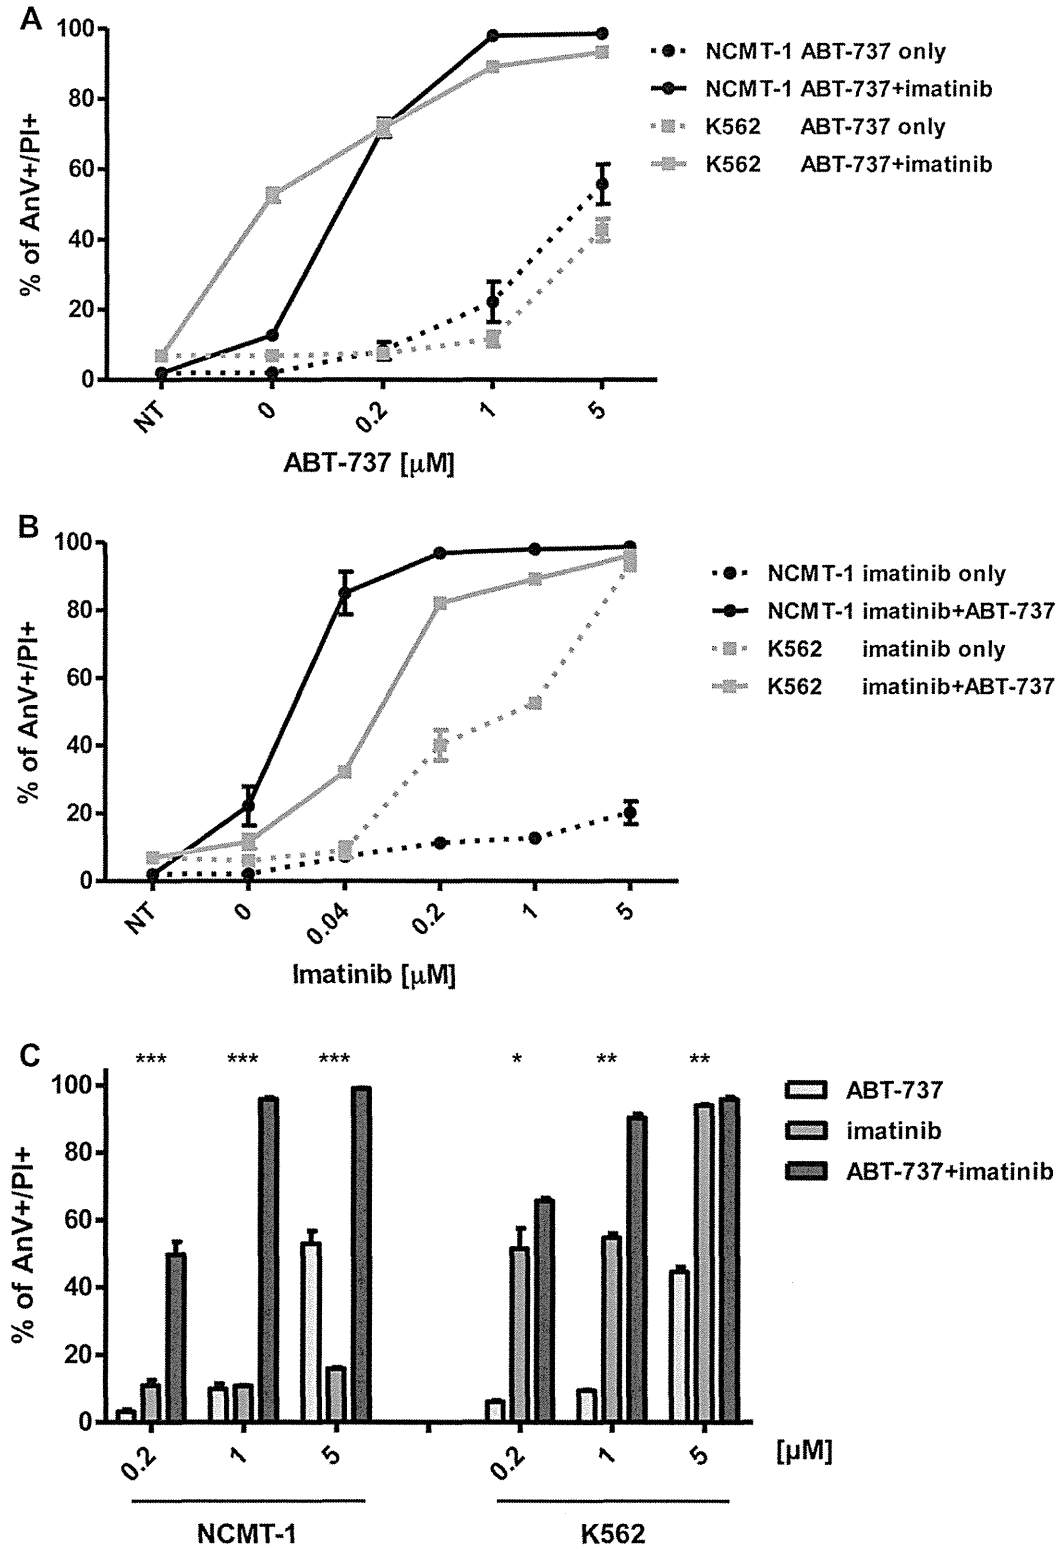 A
100
80
60
40
20
0
% of AnV+/PI+
NT
0
0.2
1
5
ABT-737 [μM]
NCMT-1 ABT-737 only
NCMT-1 ABT-737+imatinib
K562 ABT-737 only
K562 ABT-737+imatinib
B
100
80
60
40
20
0
% of AnV+/PI+
NT
0
0.04
0.2
1
5
Imatinib [μM]
NCMT-1 imatinib only
NCMT-1 imatinib+ABT-737
K562 imatinib only
K562 imatinib+ABT-737
C
*** *** *** * ** **
100
80
60
40
20
0
% of AnV+/PI+
0.2 1 5 0.2 1 5 [μM]
NCMT-1 K562
ABT-737
imatinib
ABT-737+imatinib